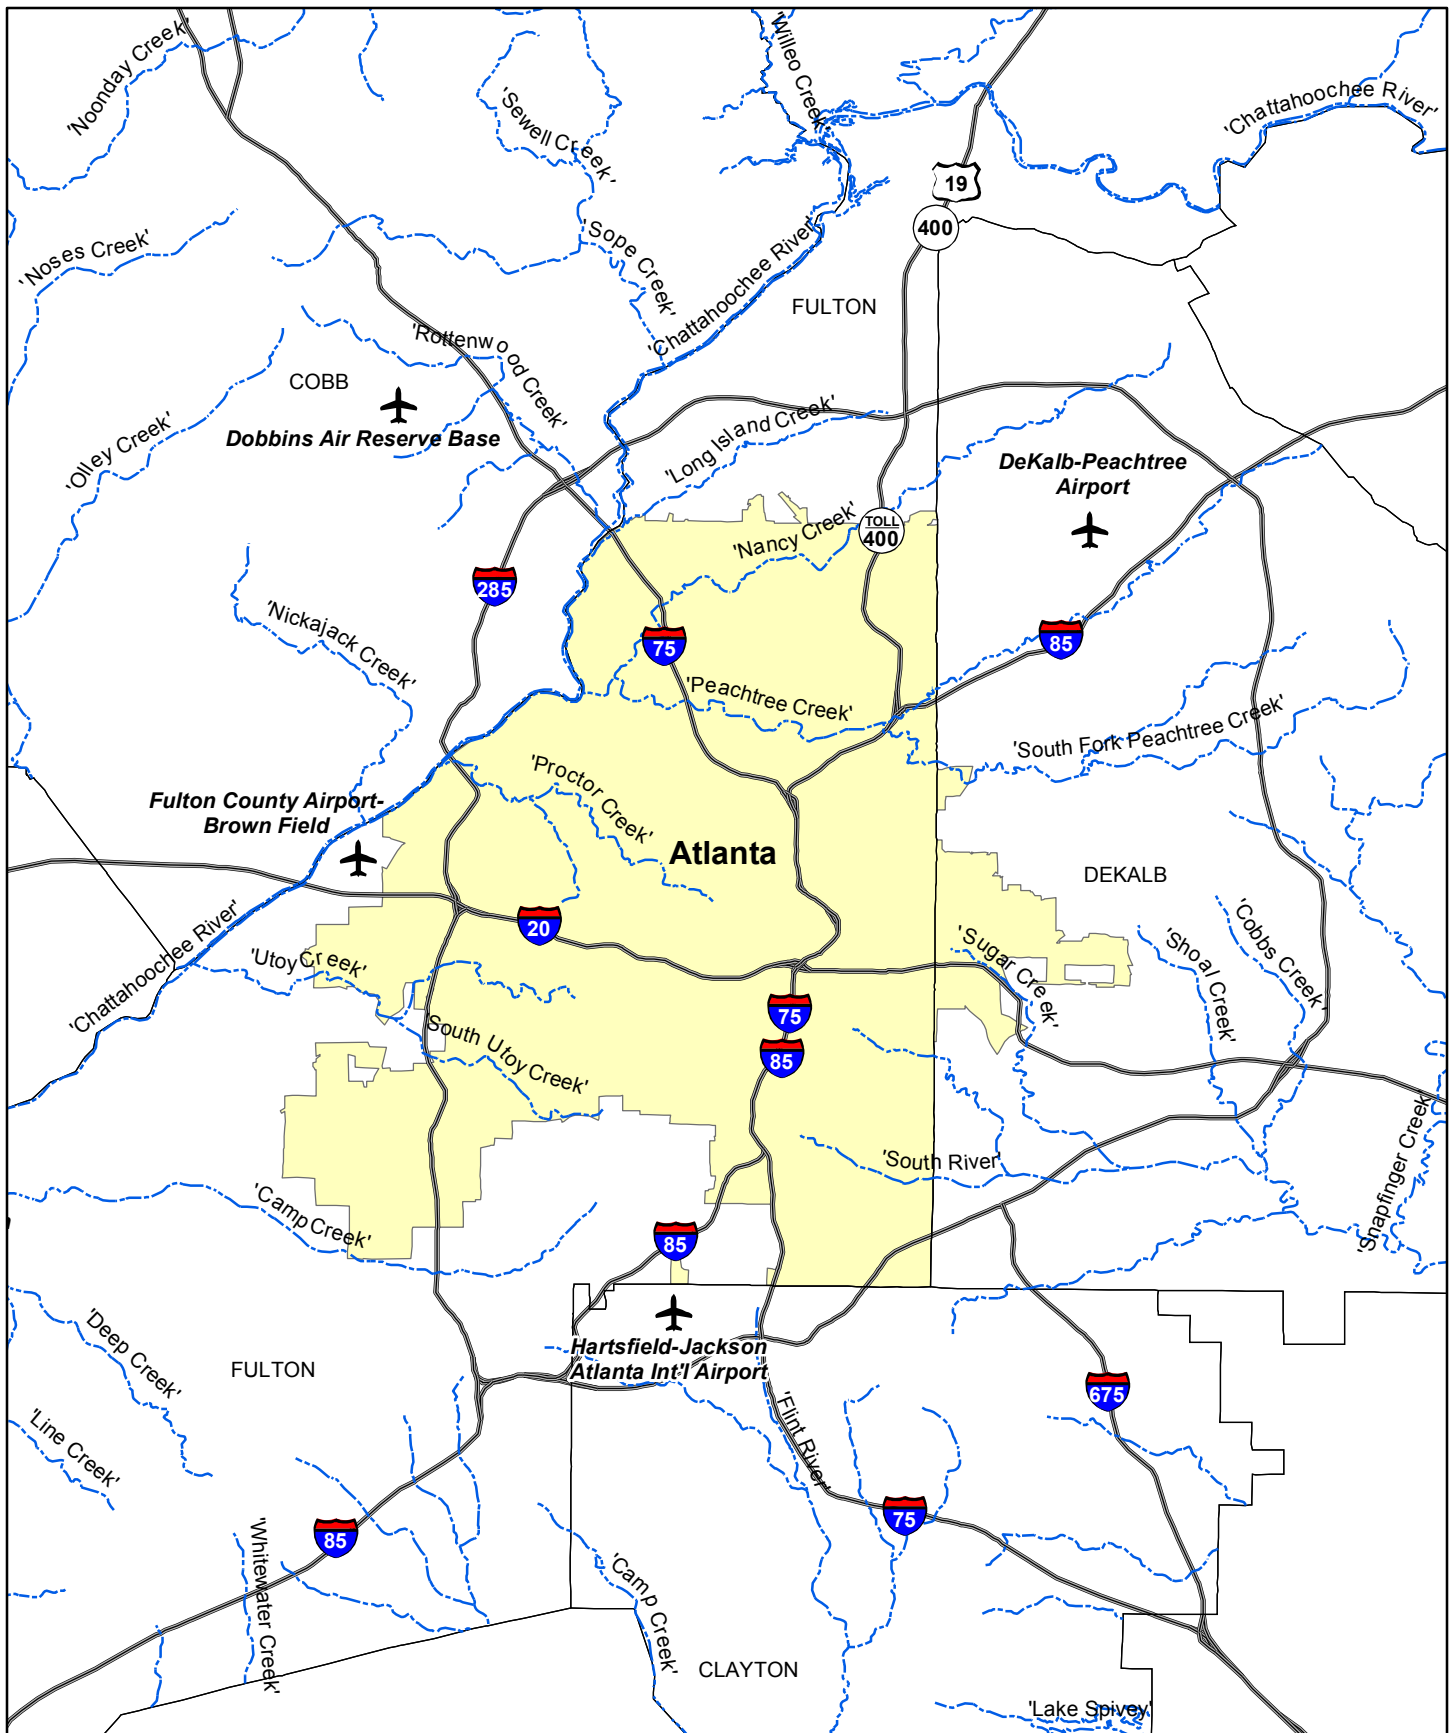 'Noonday Creek'
'Willeo Creek'
'Sewell Creek'
'Chattahoochee River'
19
400
'Noses Creek'
'Sope Creek'
'Chattahoochee River'
FULTON
'Rottenwood Creek'
COBB
Dobbins Air Reserve Base
'Olley Creek'
'Long Island Creek'
DeKalb-Peachtree
Airport
'Nancy Creek'
TOLL
400
285
'Nickajack Creek'
75
85
'Peachtree Creek'
'South Fork Peachtree Creek'
'Proctor Creek'
Fulton County Airport-
Brown Field
Atlanta
DEKALB
20
'Chattahoochee River'
'Utoy Creek'
'Sugar Creek'
'Shoal Creek'
'Cobbs Creek'
75
'South Utoy Creek'
85
'South River'
'Snapfinger Creek'
'Camp Creek'
85
'Deep Creek'
Hartsfield-Jackson
Atlanta Int'l Airport
FULTON
675
'Line Creek'
'Flint River'
75
85
'Whitewater Creek'
'Camp Creek'
CLAYTON
'Lake Spivey'